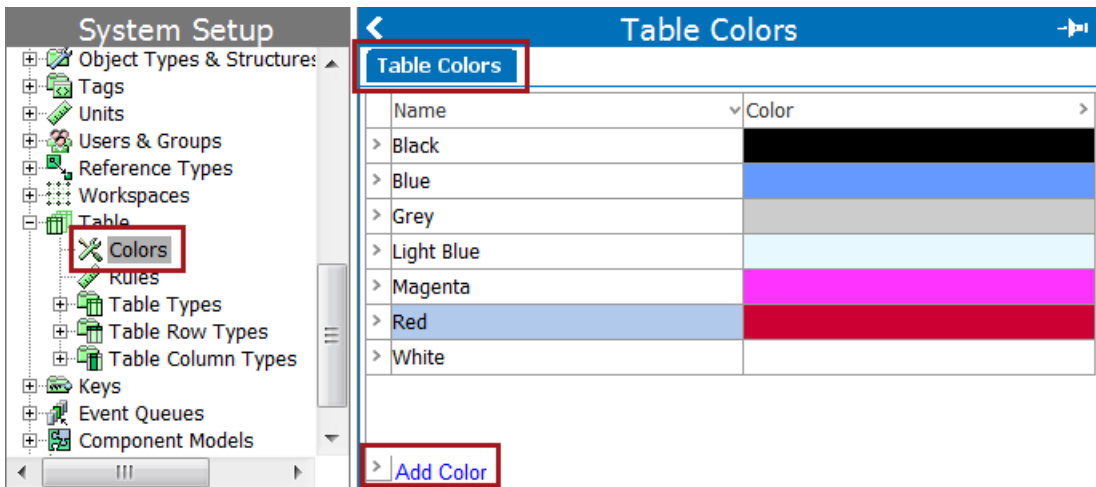 System Setup
Object Types & Structures
Tags
Units
Users & Groups
Reference Types
Workspaces
Table
Colors
Rules
Table Types
Table Row Types
Table Column Types
Keys
Event Queues
Component Models
Table Colors
Table Colors
Name Color
Black
Blue
Grey
Light Blue
Magenta
Red
White
Add Color